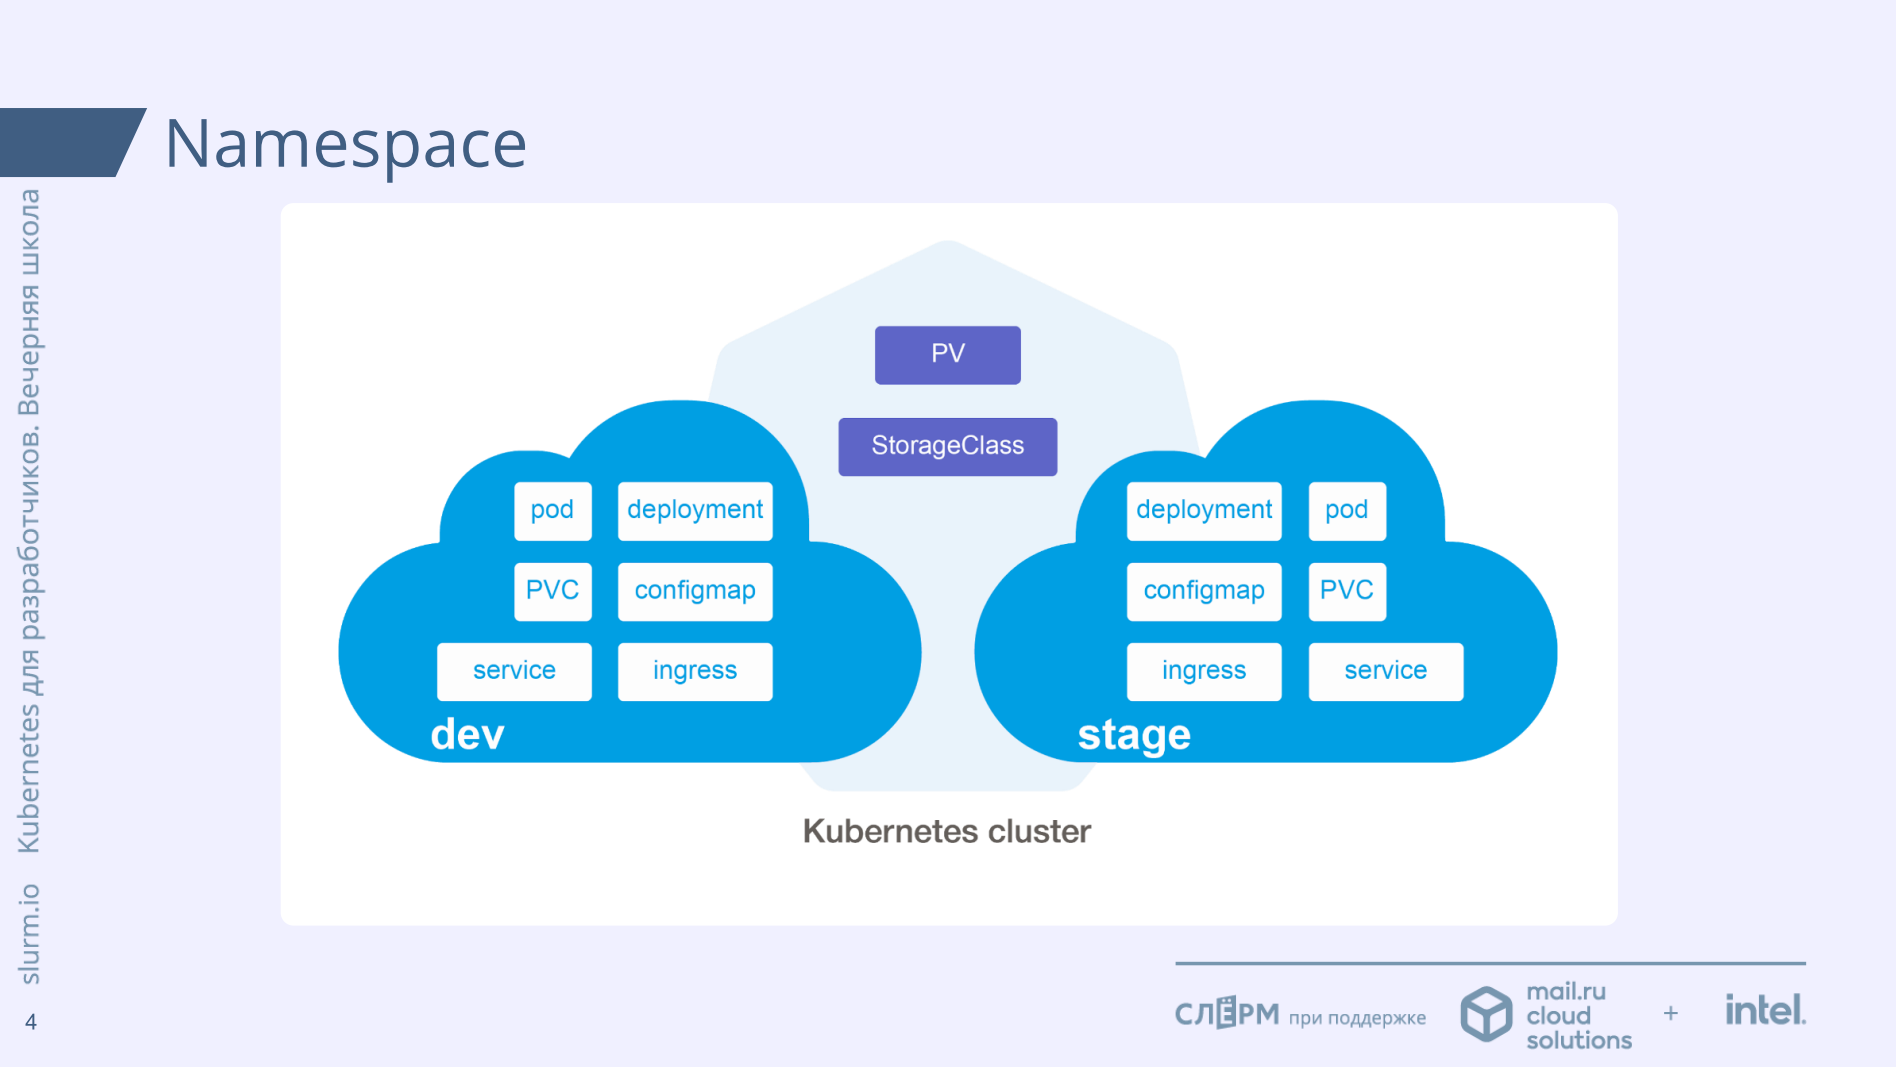 Namespace
PV
StorageClass
pod
deployment
PVC
configmap
service
ingress
dev
deployment
pod
configmap
PVC
ingress
service
stage
Kubernetes cluster
slurm.io Kubernetes для разработчиков. Вечерняя школа
4
СЛЁРМ при поддержке
mail.ru
cloud
solutions
+
intel.